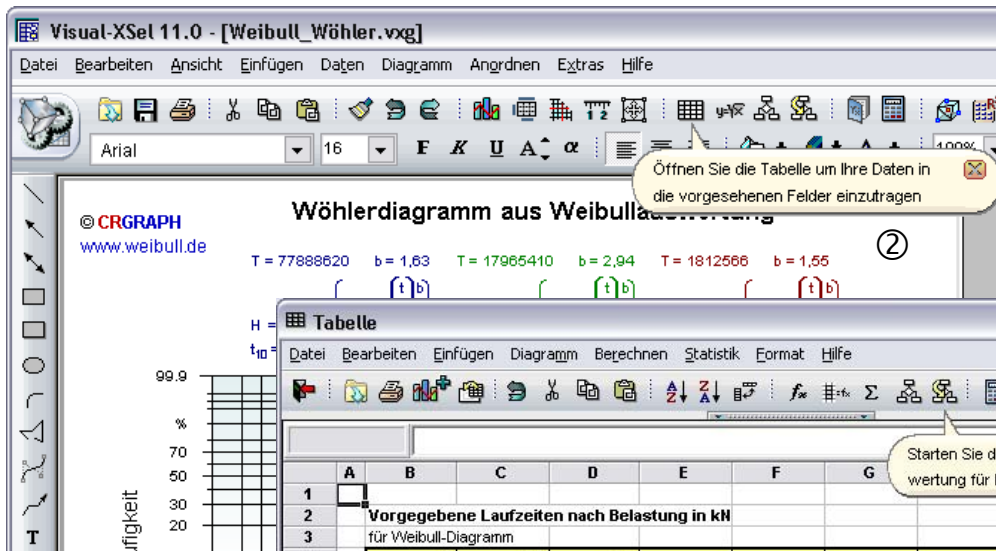 Visual-XSel 11.0 - [Weibull_Wöhler.vxg]
Datei Bearbeiten Ansicht Einfügen Daten Diagramm Anordnen Extras Hilfe
Arial 16 F K U A α 100%
Öffnen Sie die Tabelle um Ihre Daten in
die vorgesehenen Felder einzutragen
© CRGRAPH
www.weibull.de
Wöhlerdiagramm aus Weibullauswertung
②
T = 77888620 b = 1,63 T = 17965410 b = 2,94 T = 1812566 b = 1,55
(t) b (t) b (t) b
H =
t10 =
99.9
%
70
50
30
20
ufigkeit
T
Tabelle
Datei Bearbeiten Einfügen Diagramm Berechnen Statistik Format Hilfe
Starten Sie d
wertung für
A B C D E F G
1
2 Vorgegebene Laufzeiten nach Belastung in kN
3 für Weibull-Diagramm